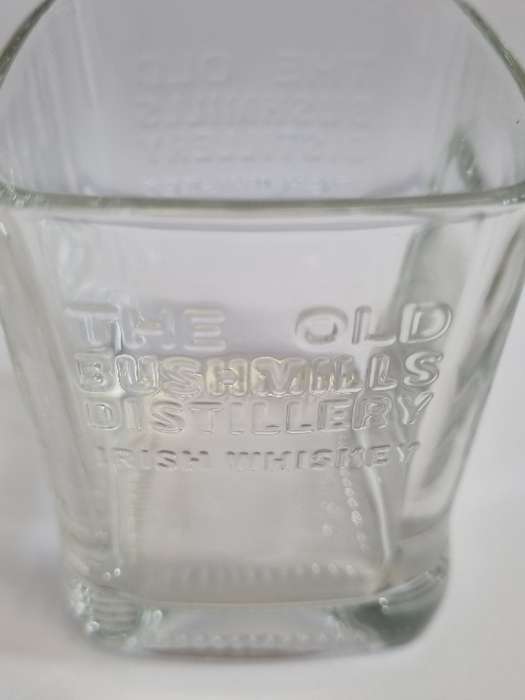 THE OLD
BUSHMILLS
DISTILLERY
IRISH WHISKEY